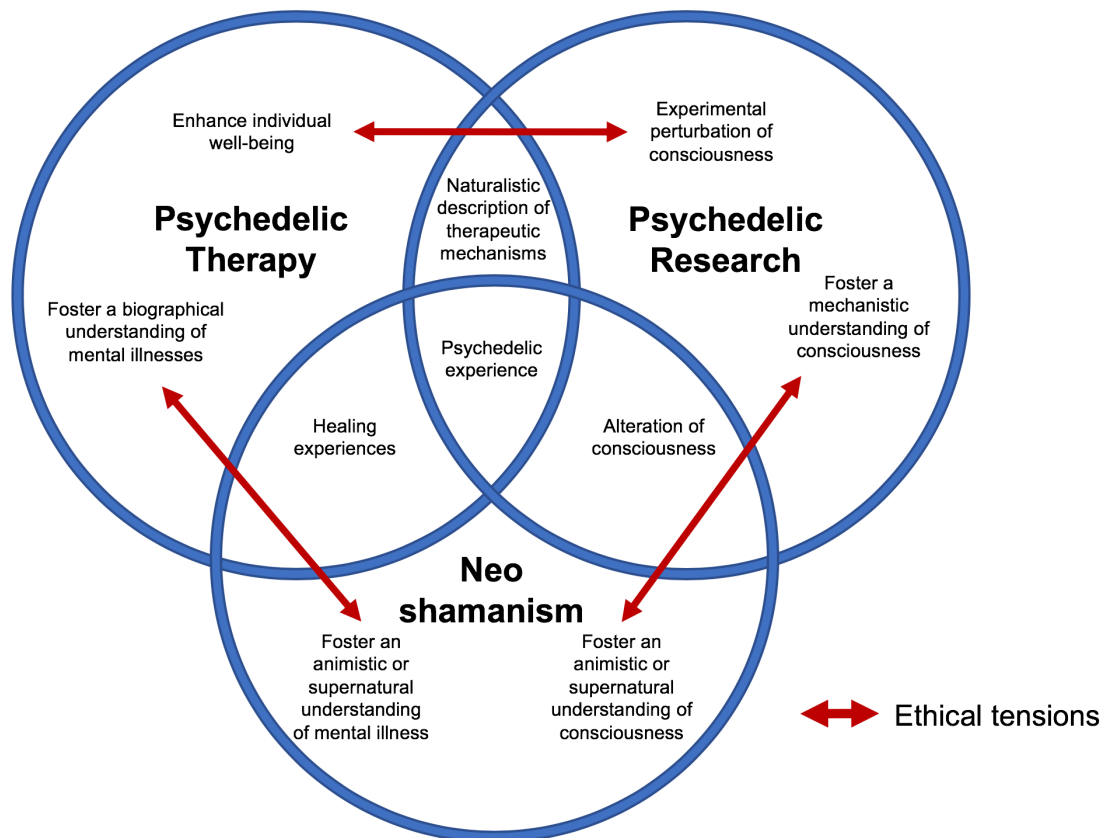 Enhance individual
well-being
Experimental
perturbation of
consciousness
Naturalistic
description of
therapeutic
mechanisms
Psychedelic
Therapy
Psychedelic
Research
Foster a biographical
understanding of
mental illnesses
Foster a
mechanistic
understanding of
consciousness
Psychedelic
experience
Healing
experiences
Alteration of
consciousness
Neo
shamanism
Foster an
animistic or
supernatural
understanding
of mental illness
Foster an
animistic or
supernatural
understanding of
consciousness
Ethical tensions